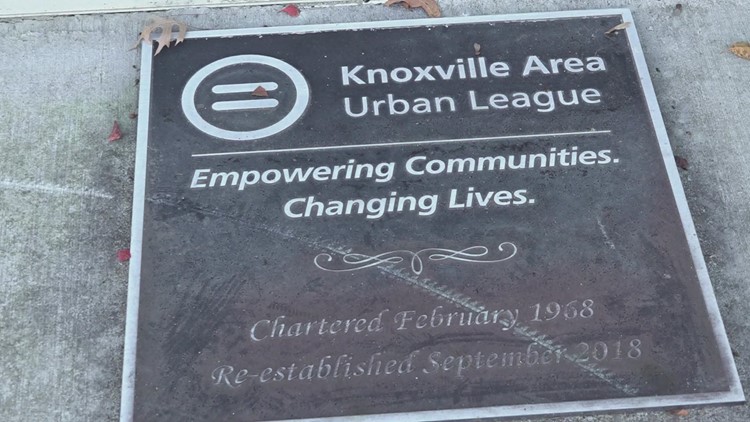 Knoxville Area
Urban League
Empowering Communities.
Changing Lives.
Chartered February 1968
Re-established September 2018